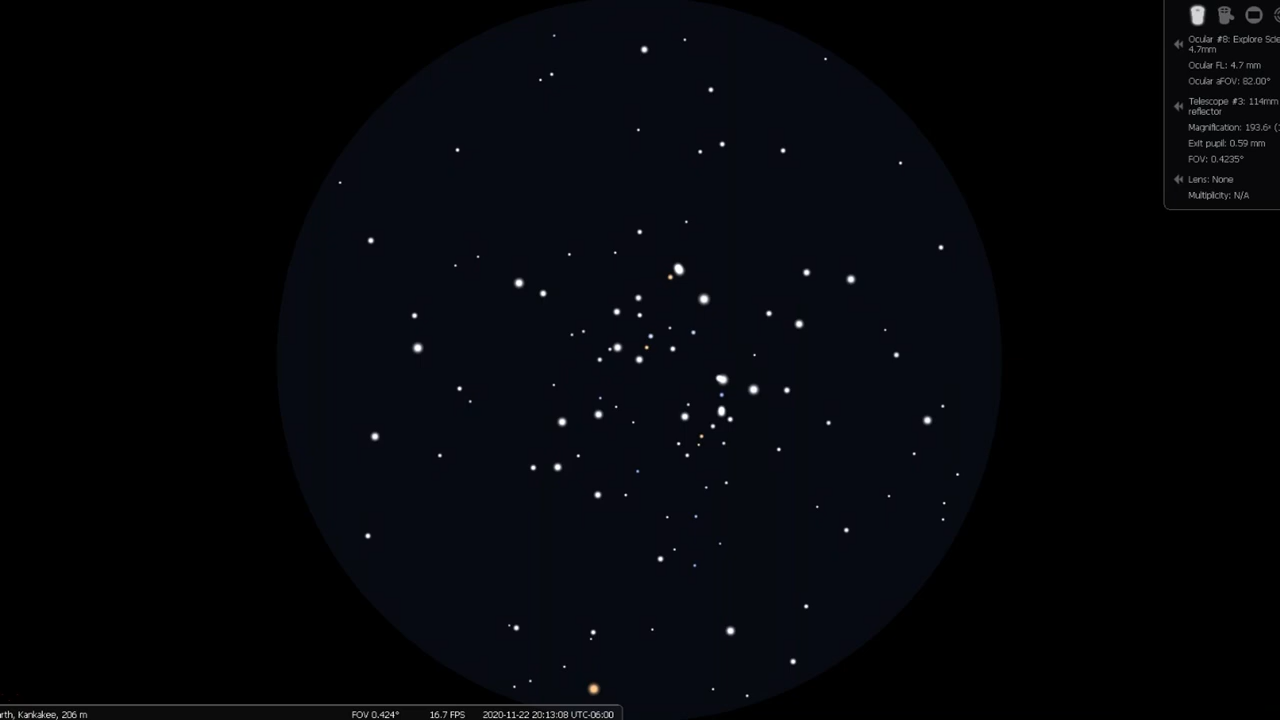 Ocular #8: Explore Scie
4.7mm
Ocular FL: 4.7 mm
Ocular aFOV: 82.00°
Telescope #3: 114mm
reflector
Magnification: 193.6× (
Exit pupil: 0.59 mm
FOV: 0.4235°
Lens: None
Multiplicity: N/A
rth, Kankakee, 206 m FOV 0.424° 16.7 FPS 2020-11-22 20:13:08 UTC-06:00